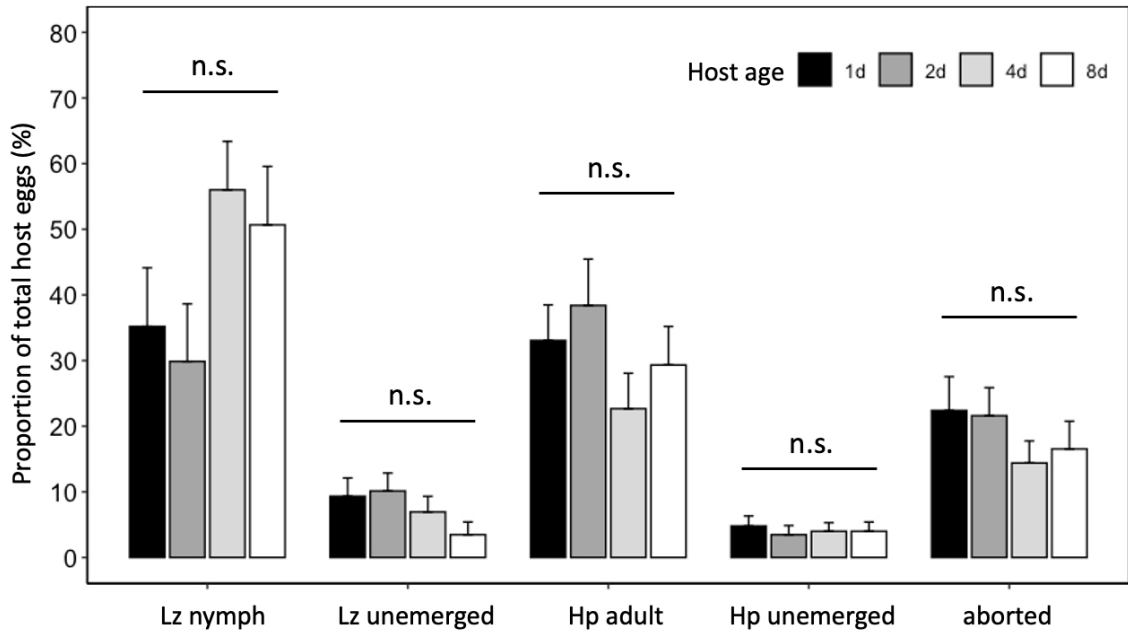 Proportion of total host eggs (%)
80
70
60
50
40
30
20
10
0
n.s.
n.s.
n.s.
n.s.
n.s.
Host age 1d 2d 4d 8d
Lz nymph Lz unemerged Hp adult Hp unemerged aborted